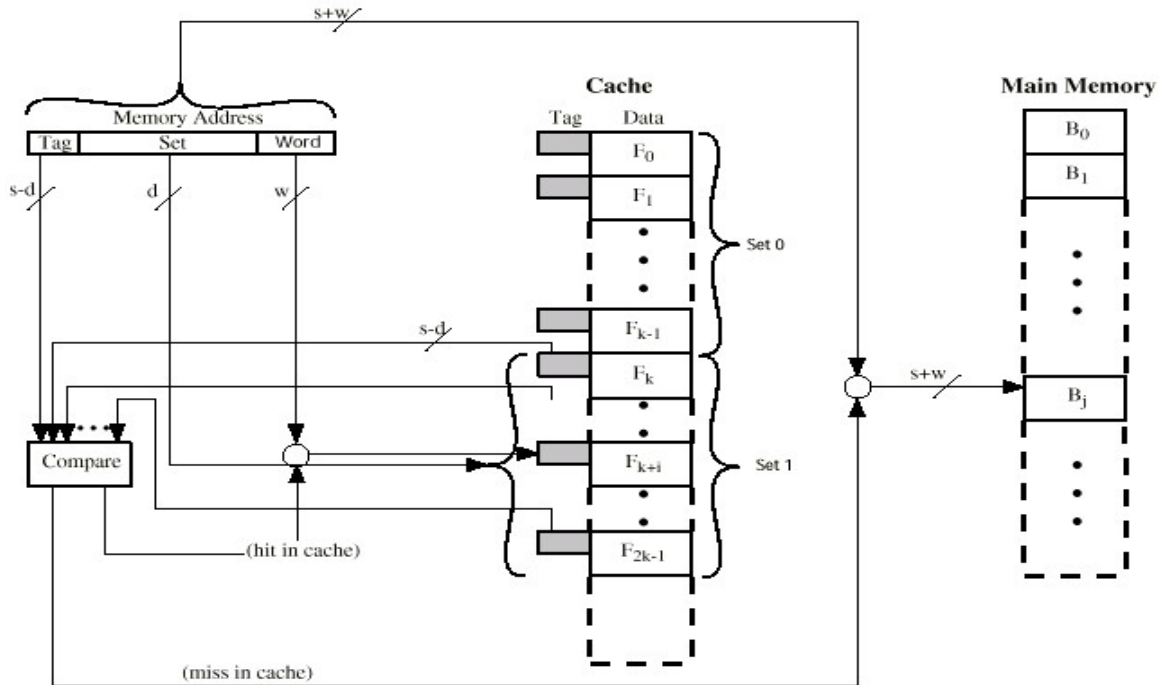 s+w
Cache
Main Memory
Memory Address
Tag Data
Tag Set Word
B0
F0
B1
s-d d w
F1
Set 0
Fk-1
s-d
Fk
s+w
Bj
Compare
Fk+i
Set 1
(hit in cache)
F2k-1
(miss in cache)